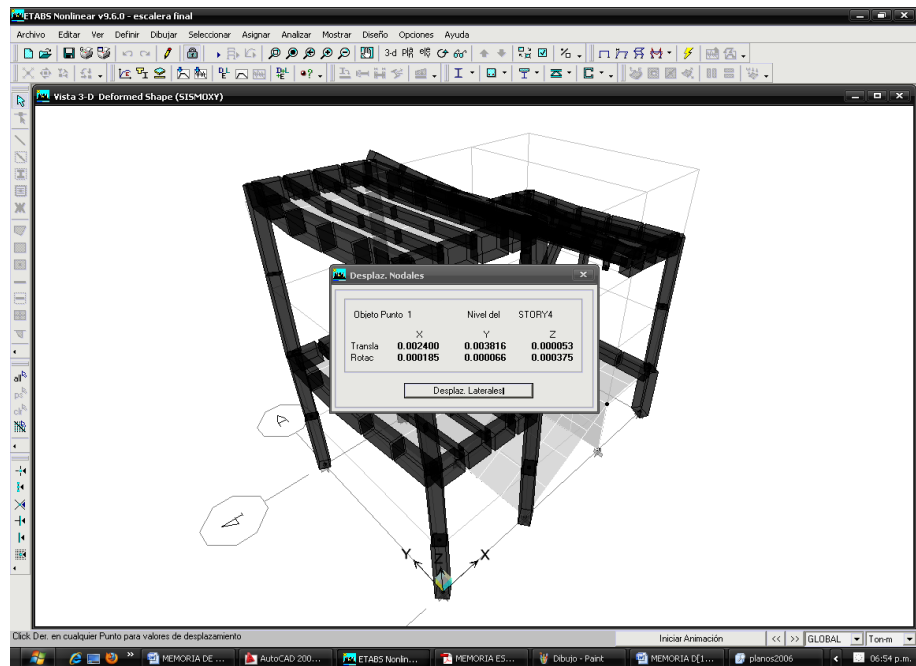 ETABS Nonlinear v9.6.0 - escalera final
Archivo Editar Ver Definir Dibujar Seleccionar Asignar Analizar Mostrar Diseño Opciones Ayuda
3-d
Vista 3-D Deformed Shape (SISMOXY)
Desplaz. Nodales
Objeto Punto 1 Nivel del STORY4
X Y Z
Transla 0.002400 0.003816 0.000053
Rotac 0.000185 0.000066 0.000375
Desplaz. Laterales
A
A
Y Z X
all
Click Der. en cualquier Punto para valores de desplazamiento
Iniciar Animación << >> GLOBAL Ton-m
MEMORIA DE ... AutoCAD 200... ETABS Nonlin... MEMORIA ES... Dibujo - Paint MEMORIA D[1... planos2006 06:54 p.m.